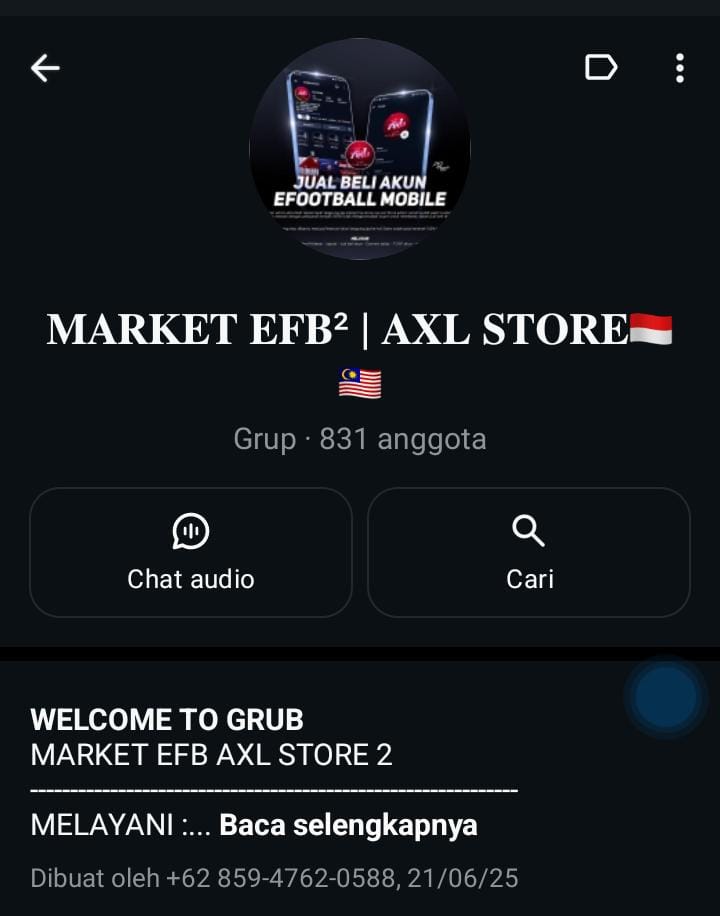 JUAL BELI AKUN
EFOOTBALL MOBILE
MARKET EFB² | AXL STORE🇮🇩
🇲🇾
Grup · 831 anggota
Chat audio
Cari
WELCOME TO GRUB
MARKET EFB AXL STORE 2
-------------------------------------------------------------
MELAYANI :... Baca selengkapnya
Dibuat oleh +62 859-4762-0588, 21/06/25